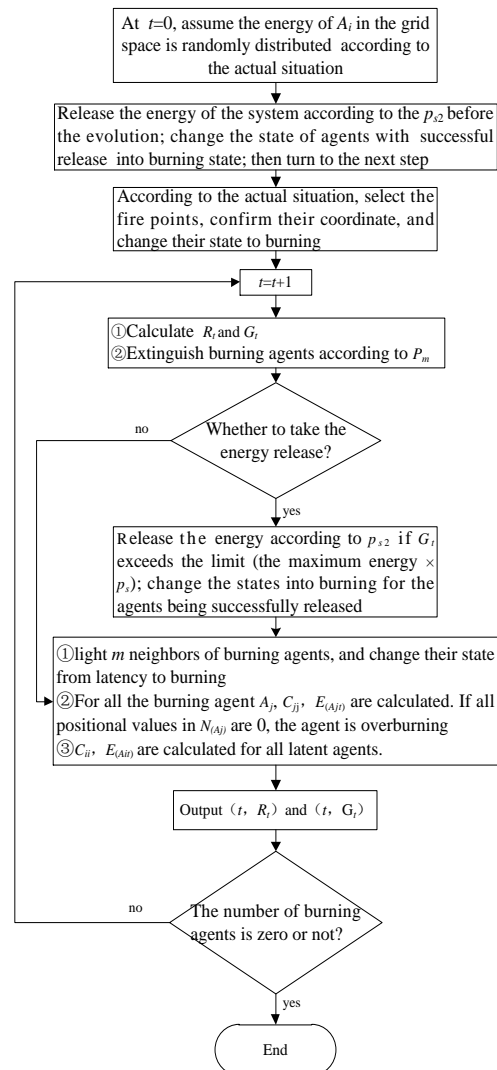 At t=0, assume the energy of Ai in the grid
space is randomly distributed according to
the actual situation
Release the energy of the system according to the ps2 before
the evolution; change the state of agents with successful
release into burning state; then turn to the next step
According to the actual situation, select the
fire points, confirm their coordinate, and
change their state to burning
t=t+1
①Calculate Rt and Gt
②Extinguish burning agents according to Pm
no
Whether to take the
energy release?
yes
Release the energy according to ps2 if Gt
exceeds the limit (the maximum energy ×
ps); change the states into burning for the
agents being successfully released
①light m neighbors of burning agents, and change their state
from latency to burning
②For all the burning agent Aj, Cjj, E(Ajt) are calculated. If all
positional values in N(Aj) are 0, the agent is overburning
③Cii, E(Ait) are calculated for all latent agents.
Output (t, Rt) and (t, Gt)
no
The number of burning
agents is zero or not?
yes
End